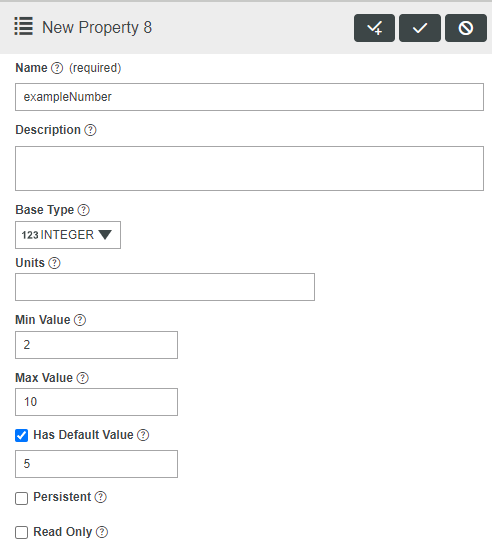 New Property 8
Name ? (required)
exampleNumber
Description ?
Base Type ?
123 INTEGER
Units ?
Min Value ?
2
Max Value ?
10
Has Default Value ?
5
Persistent ?
Read Only ?